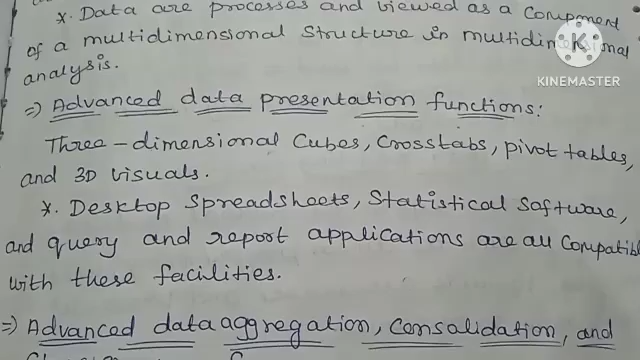 *. Data are processes and viewed as a component
of a multidimensional structure in multidimensional
analysis.
KINEMASTER
=> Advanced data presentation functions:
Three-dimensional Cubes, Crosstabs, pivot tables,
and 3D visuals.
*. Desktop spreadsheets, Statistical Software,
and query and report applications are all Compatibl
with these facilities.
=> Advanced data aggregation, consalidation, and